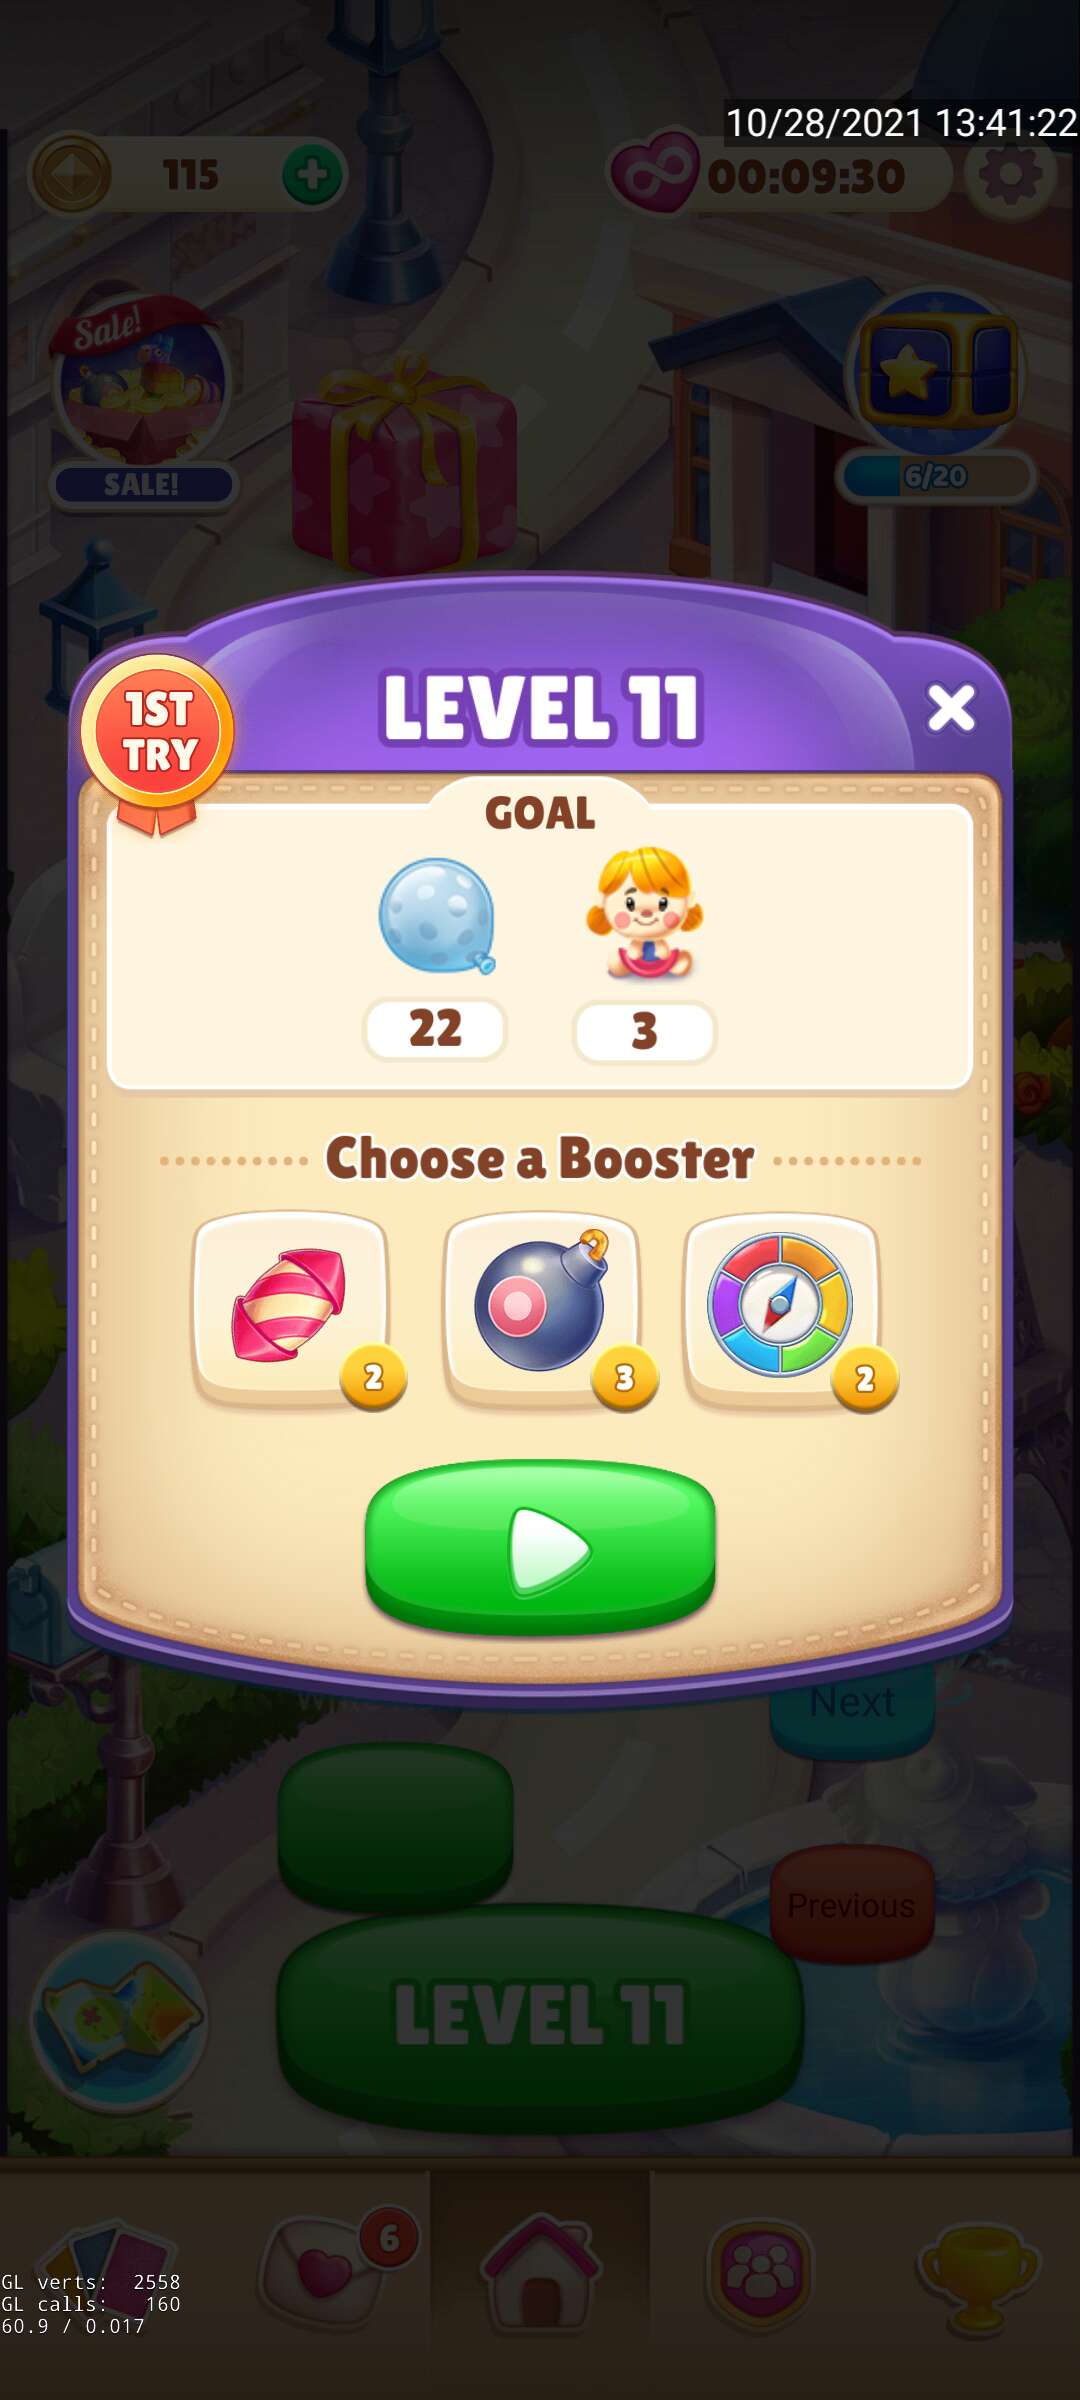 10/28/2021 13:41:22
115
00:09:30
Sale!
SALE!
6/20
1ST
TRY
LEVEL 11
GOAL
22
3
Choose a Booster
2
3
2
Next
Previous
LEVEL 11
6
GL verts: 2558
GL calls: 160
60.9 / 0.017